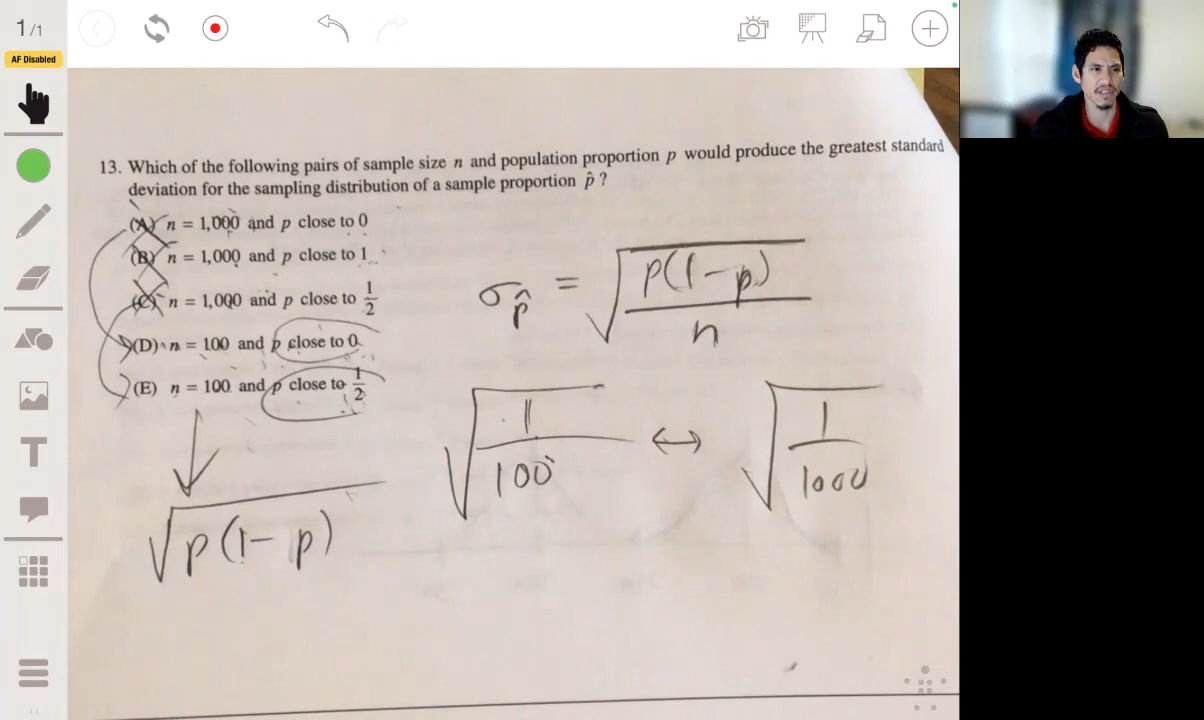 1/1
AF Disabled
13. Which of the following pairs of sample size n and population proportion p would produce the greatest standard
deviation for the sampling distribution of a sample proportion p̂ ?
(A) n = 1,000 and p close to 0
(B) n = 1,000 and p close to 1
(C) n = 1,000 and p close to 1/2
(D) n = 100 and p close to 0
(E) n = 100 and p close to 1/2
σp̂ = √(p(1-p)/n)
√(1/100) ↔ √(1/1000)
√p(1-p)
T